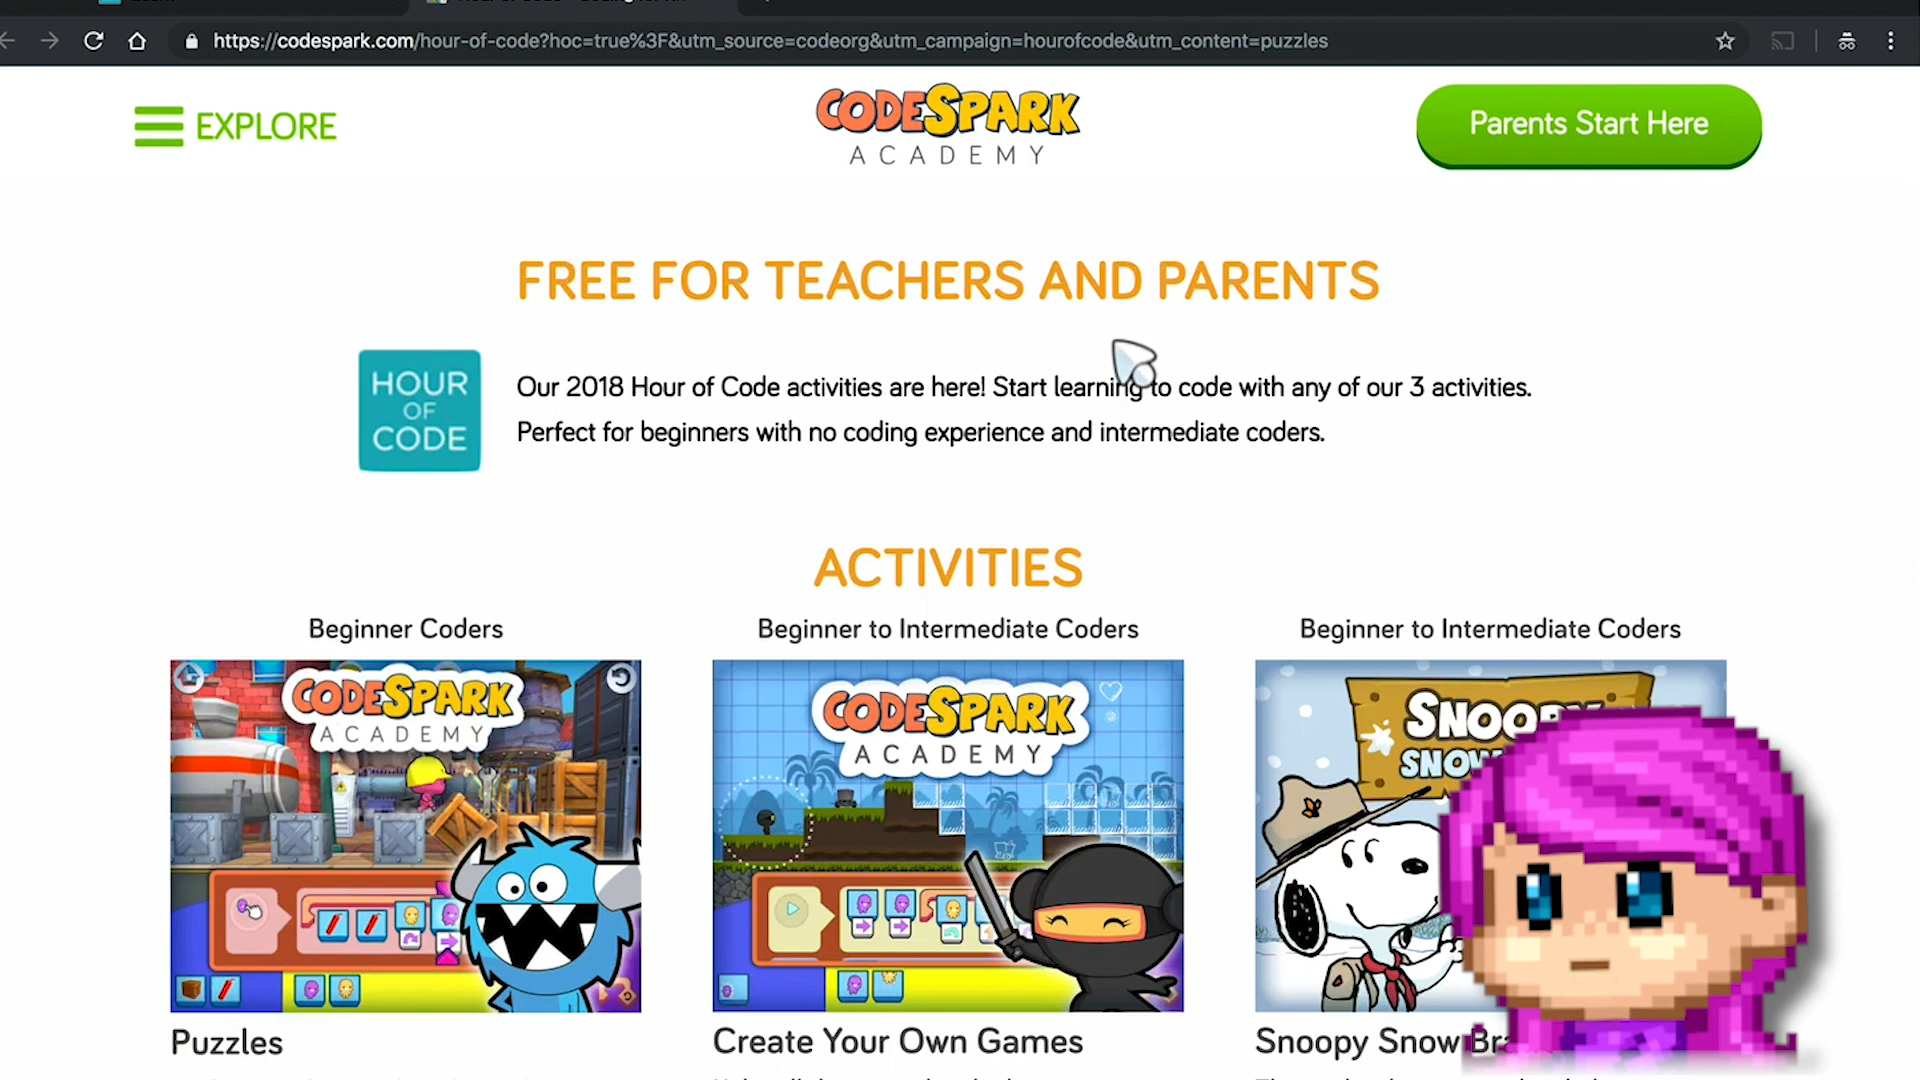 https://codespark.com/hour-of-code?hoc=true%3F&utm_source=codeorg&utm_campaign=hourofcode&utm_content=puzzles
EXPLORE
CODESPARK
ACADEMY
Parents Start Here
FREE FOR TEACHERS AND PARENTS
HOUR
OF
CODE
Our 2018 Hour of Code activities are here! Start learning to code with any of our 3 activities.
Perfect for beginners with no coding experience and intermediate coders.
ACTIVITIES
Beginner Coders
Beginner to Intermediate Coders
Beginner to Intermediate Coders
CODESPARK
ACADEMY
CODESPARK
ACADEMY
SNOOPY
Puzzles
Create Your Own Games
Snoopy Snow